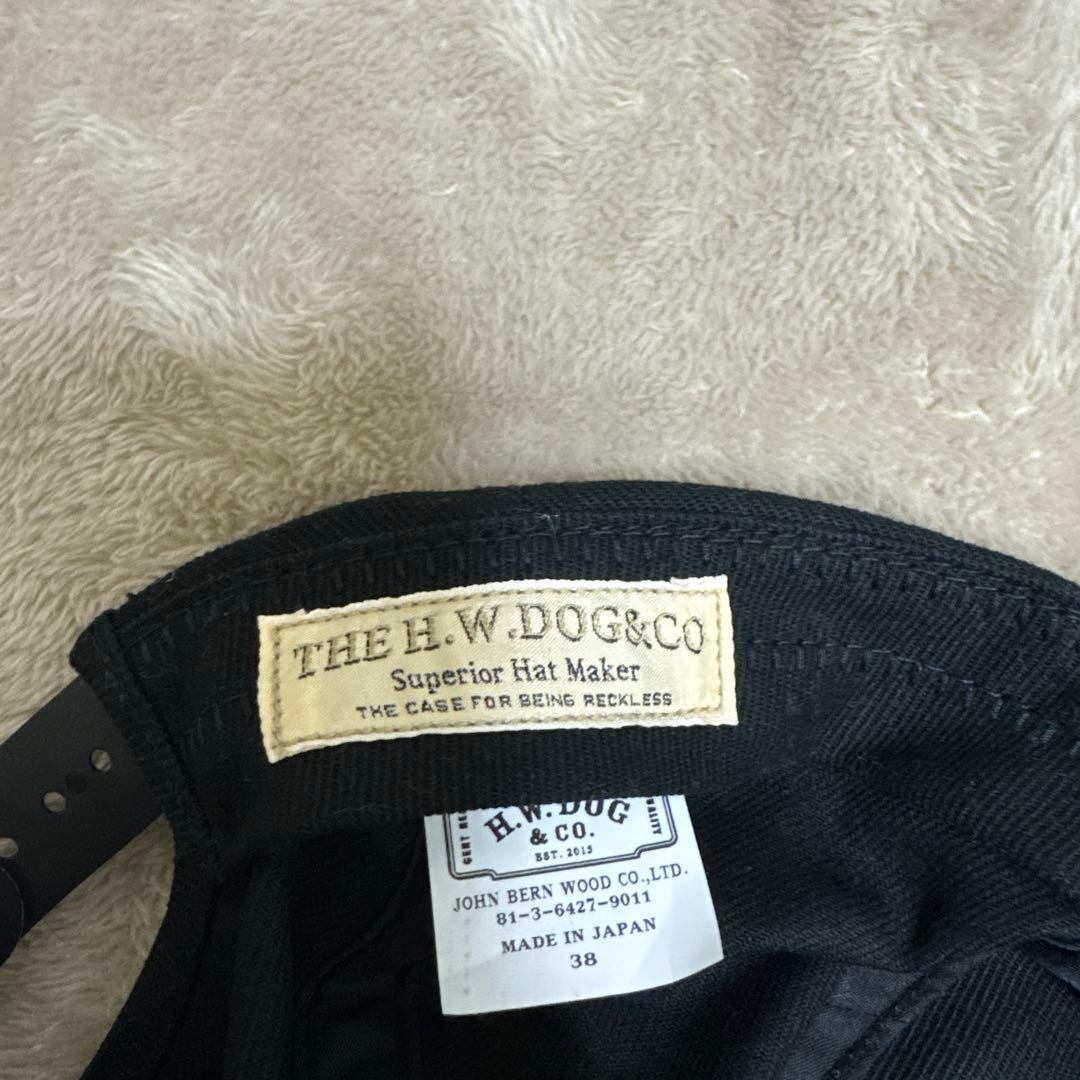 THE H.W.DOG&CO
Superior Hat Maker
THE CASE FOR BEING RECKLESS
H.W.DOG
& CO.
EST. 2015
JOHN BERN WOOD CO.,LTD.
81-3-6427-9011
MADE IN JAPAN
38